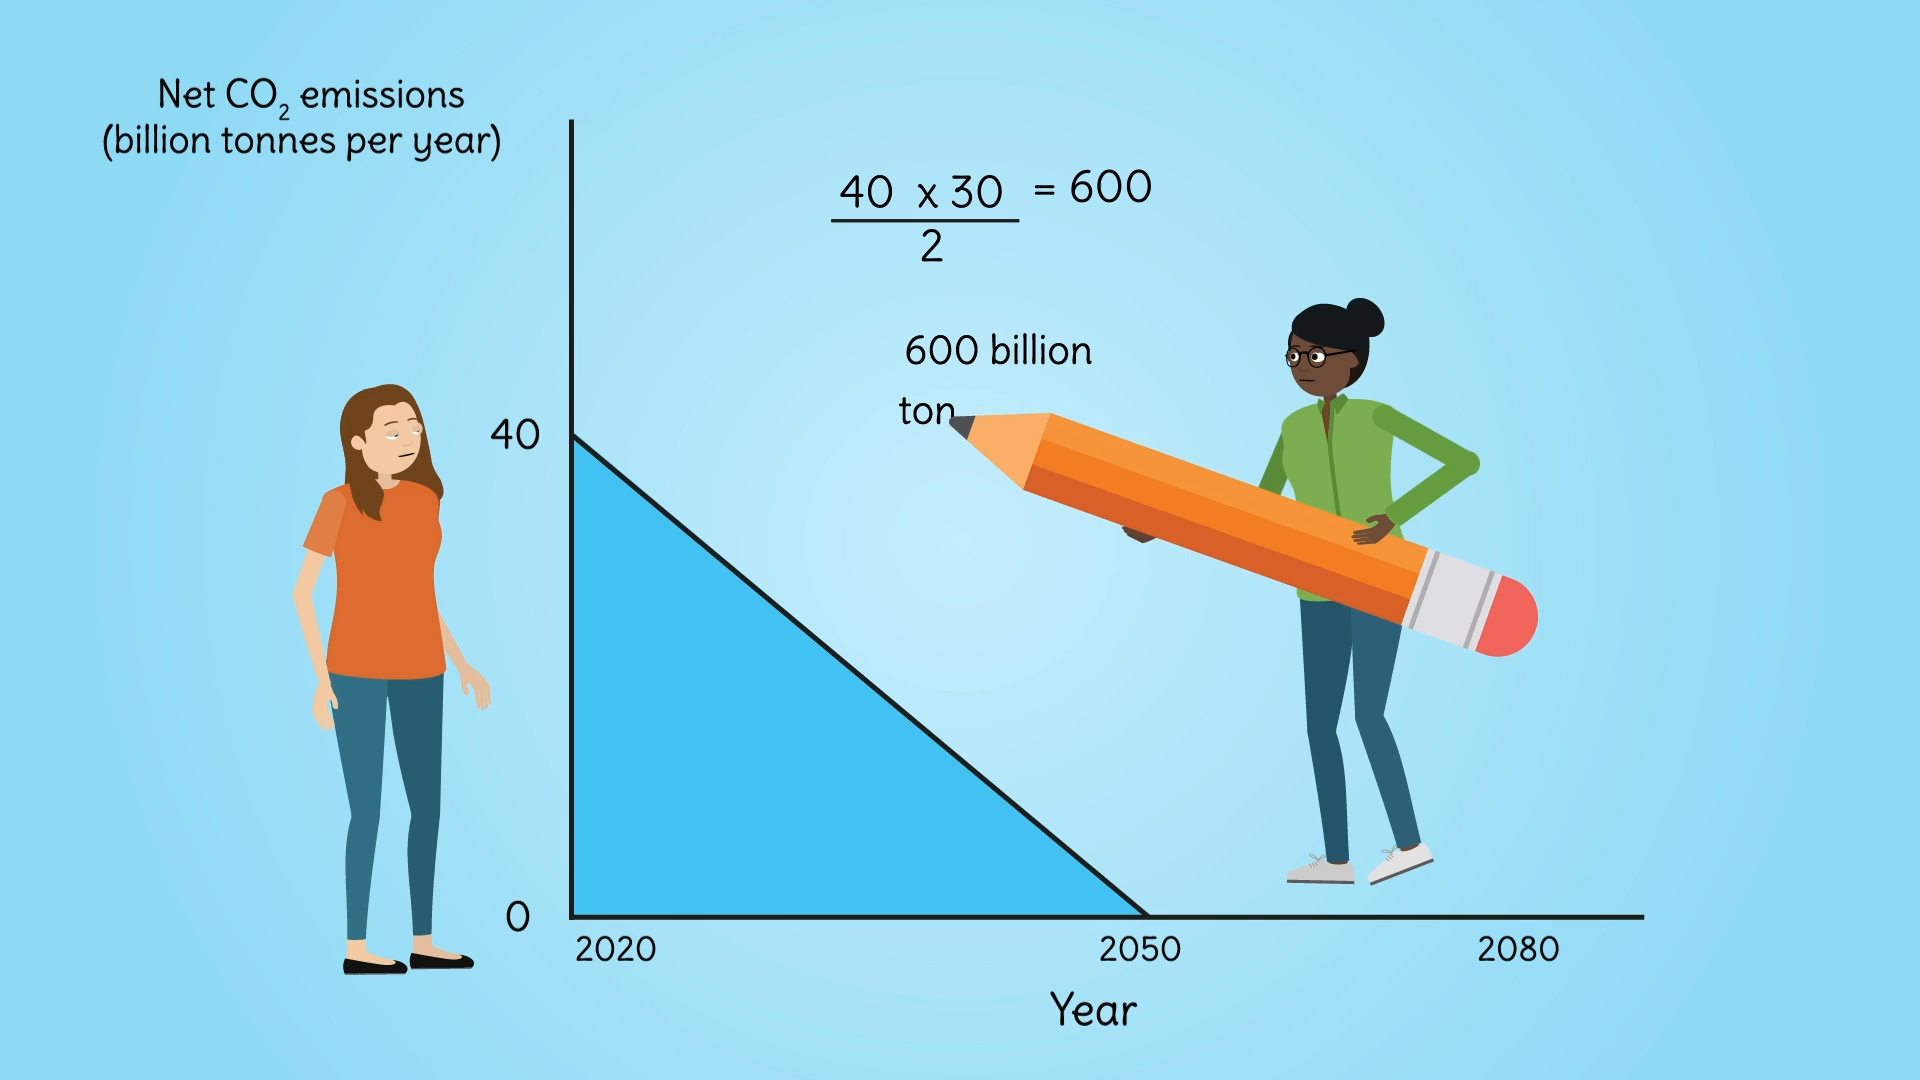 Net CO₂ emissions
(billion tonnes per year)
40 x 30 = 600
2
600 billion
ton
40
0
2020 2050 2080
Year